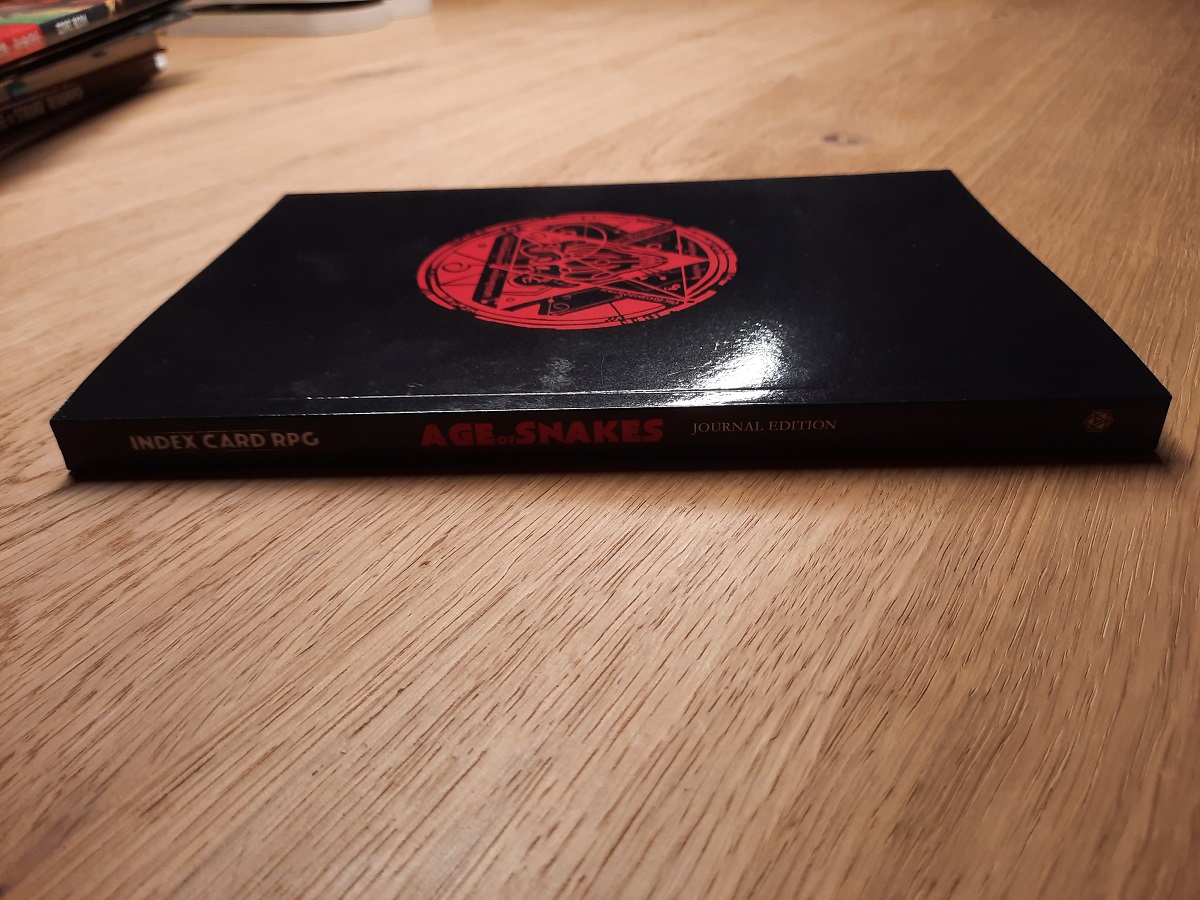 INDEX CARD RPG AGE OF SNAKES JOURNAL EDITION